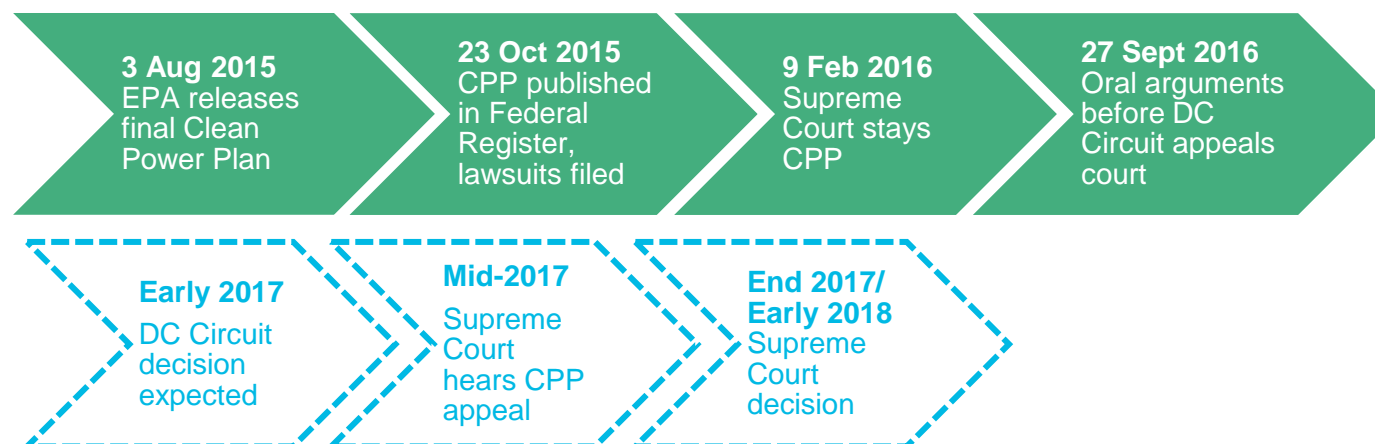 3 Aug 2015
EPA releases
final Clean
Power Plan
23 Oct 2015
CPP published
in Federal
Register,
lawsuits filed
9 Feb 2016
Supreme
Court stays
CPP
27 Sept 2016
Oral arguments
before DC
Circuit appeals
court
Early 2017
DC Circuit
decision
expected
Mid-2017
Supreme
Court
hears CPP
appeal
End 2017/
Early 2018
Supreme
Court
decision